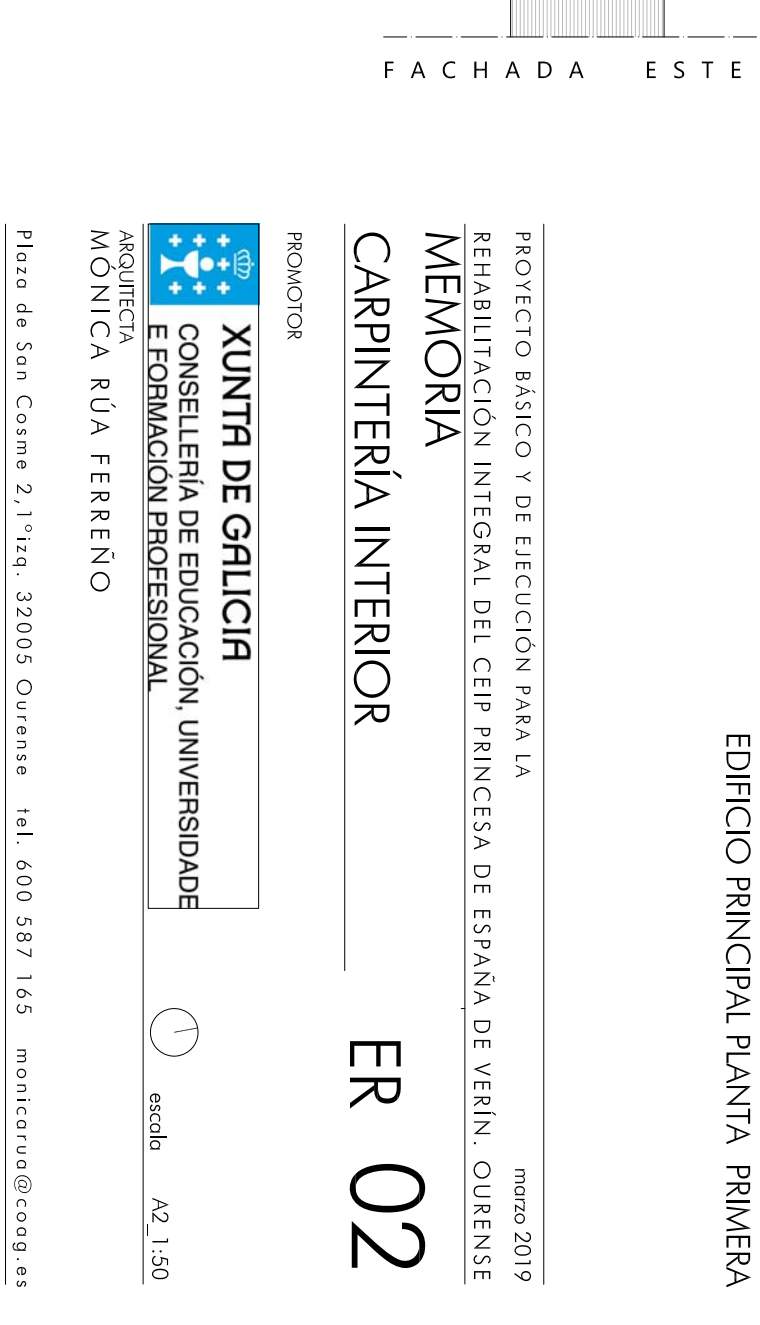 FACHADA ESTE
EDIFICIO PRINCIPAL PLANTA PRIMERA
PROYECTO BÁSICO Y DE EJECUCIÓN PARA LA
marzo 2019
REHABILITACIÓN INTEGRAL DEL CEIP PRINCESA DE ESPAÑA DE VERÍN. OURENSE
MEMORIA
CARPINTERÍA INTERIOR
ER 02
PROMOTOR
XUNTA DE GALICIA
CONSELLERÍA DE EDUCACIÓN, UNIVERSIDADE
E FORMACIÓN PROFESIONAL
escala A2_1:50
ARQUITECTA
MÓNICA RÚA FERREÑO
Plaza de San Cosme 2,1ºizq. 32005 Ourense tel. 600 587 165 monicarua@coag.es